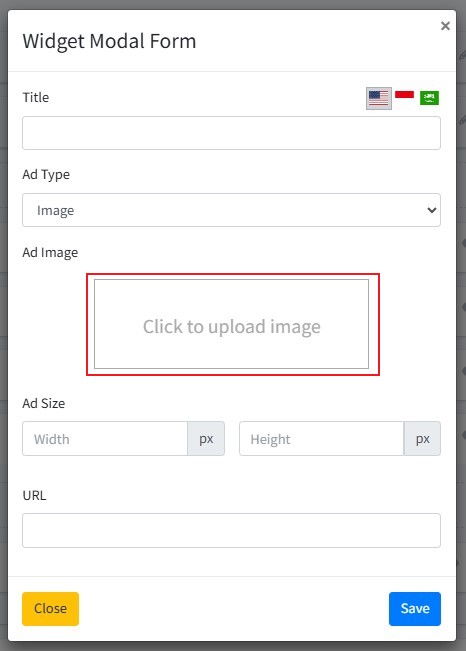 Widget Modal Form
×
Title
Ad Type
Image
Ad Image
Click to upload image
Ad Size
Width px Height px
URL
Close Save